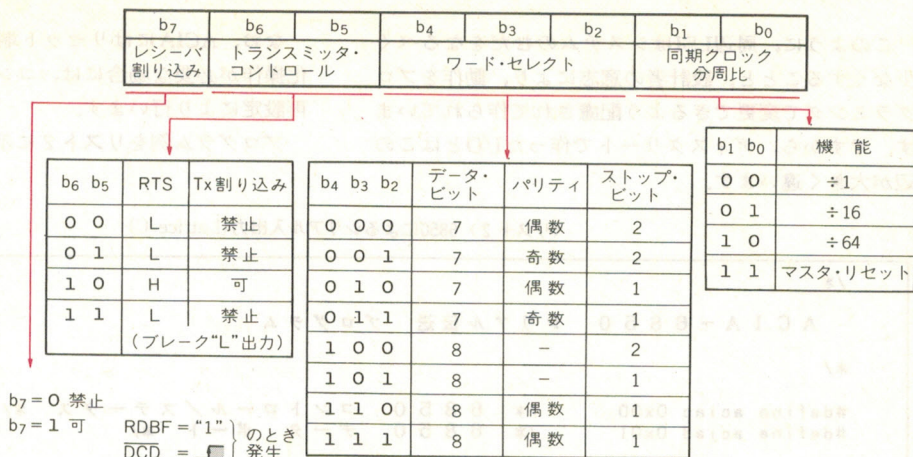 b7 b6 b5 b4 b3 b2 b1 b0
レシーバ割り込み トランスミッタ・コントロール ワード・セレクト 同期クロック分周比
b6 b5 RTS Tx割り込み
0 0 L 禁止
0 1 L 禁止
1 0 H 可
1 1 L 禁止
(ブレーク“L”出力)
b4 b3 b2 データ・ビット パリティ ストップ・ビット
0 0 0 7 偶数 2
0 0 1 7 奇数 2
0 1 0 7 偶数 1
0 1 1 7 奇数 1
1 0 0 8 − 2
1 0 1 8 − 1
1 1 0 8 偶数 1
1 1 1 8 偶数 1
b1 b0 機能
0 0 ÷1
0 1 ÷16
1 0 ÷64
1 1 マスタ・リセット
b7=0 禁止
b7=1 可
RDBF=“1”
DCD =
のとき発生